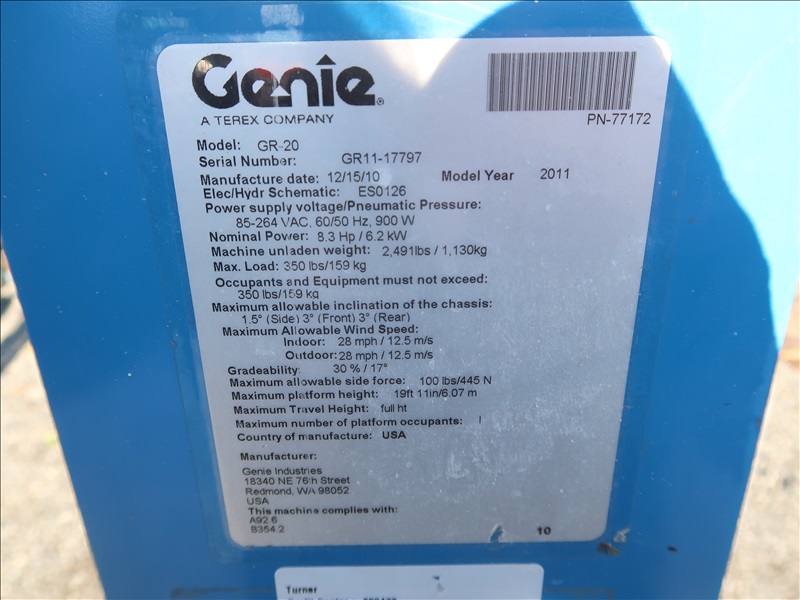 Genie®
A TEREX COMPANY
PN-77172
Model: GR-20
Serial Number: GR11-17797
Manufacture date: 12/15/10 Model Year 2011
Elec/Hydr Schematic: ES0126
Power supply voltage/Pneumatic Pressure:
85-264 VAC, 60/50 Hz, 900 W
Nominal Power: 8.3 Hp / 6.2 kW
Machine unladen weight: 2,491lbs / 1,130kg
Max. Load: 350 lbs/159 kg
Occupants and Equipment must not exceed:
350 lbs/159 kg
Maximum allowable inclination of the chassis:
1.5° (Side) 3° (Front) 3° (Rear)
Maximum Allowable Wind Speed:
Indoor: 28 mph / 12.5 m/s
Outdoor: 28 mph / 12.5 m/s
Gradeability: 30 % / 17°
Maximum allowable side force: 100 lbs/445 N
Maximum platform height: 19ft 11in/6.07 m
Maximum Travel Height: full ht
Maximum number of platform occupants: 1
Country of manufacture: USA
Manufacturer:
Genie Industries
18340 NE 76th Street
Redmond, WA 98052
USA
This machine complies with:
A92.6
B354.2
10
Turner